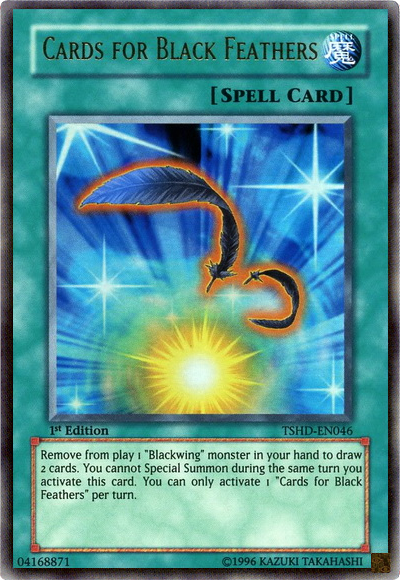 CARDS FOR BLACK FEATHERS 魔
[SPELL CARD]
1st Edition TSHD-EN046
Remove from play 1 "Blackwing" monster in your hand to draw
2 cards. You cannot Special Summon during the same turn you
activate this card. You can only activate 1 "Cards for Black
Feathers" per turn.
04168871 ©1996 KAZUKI TAKAHASHI